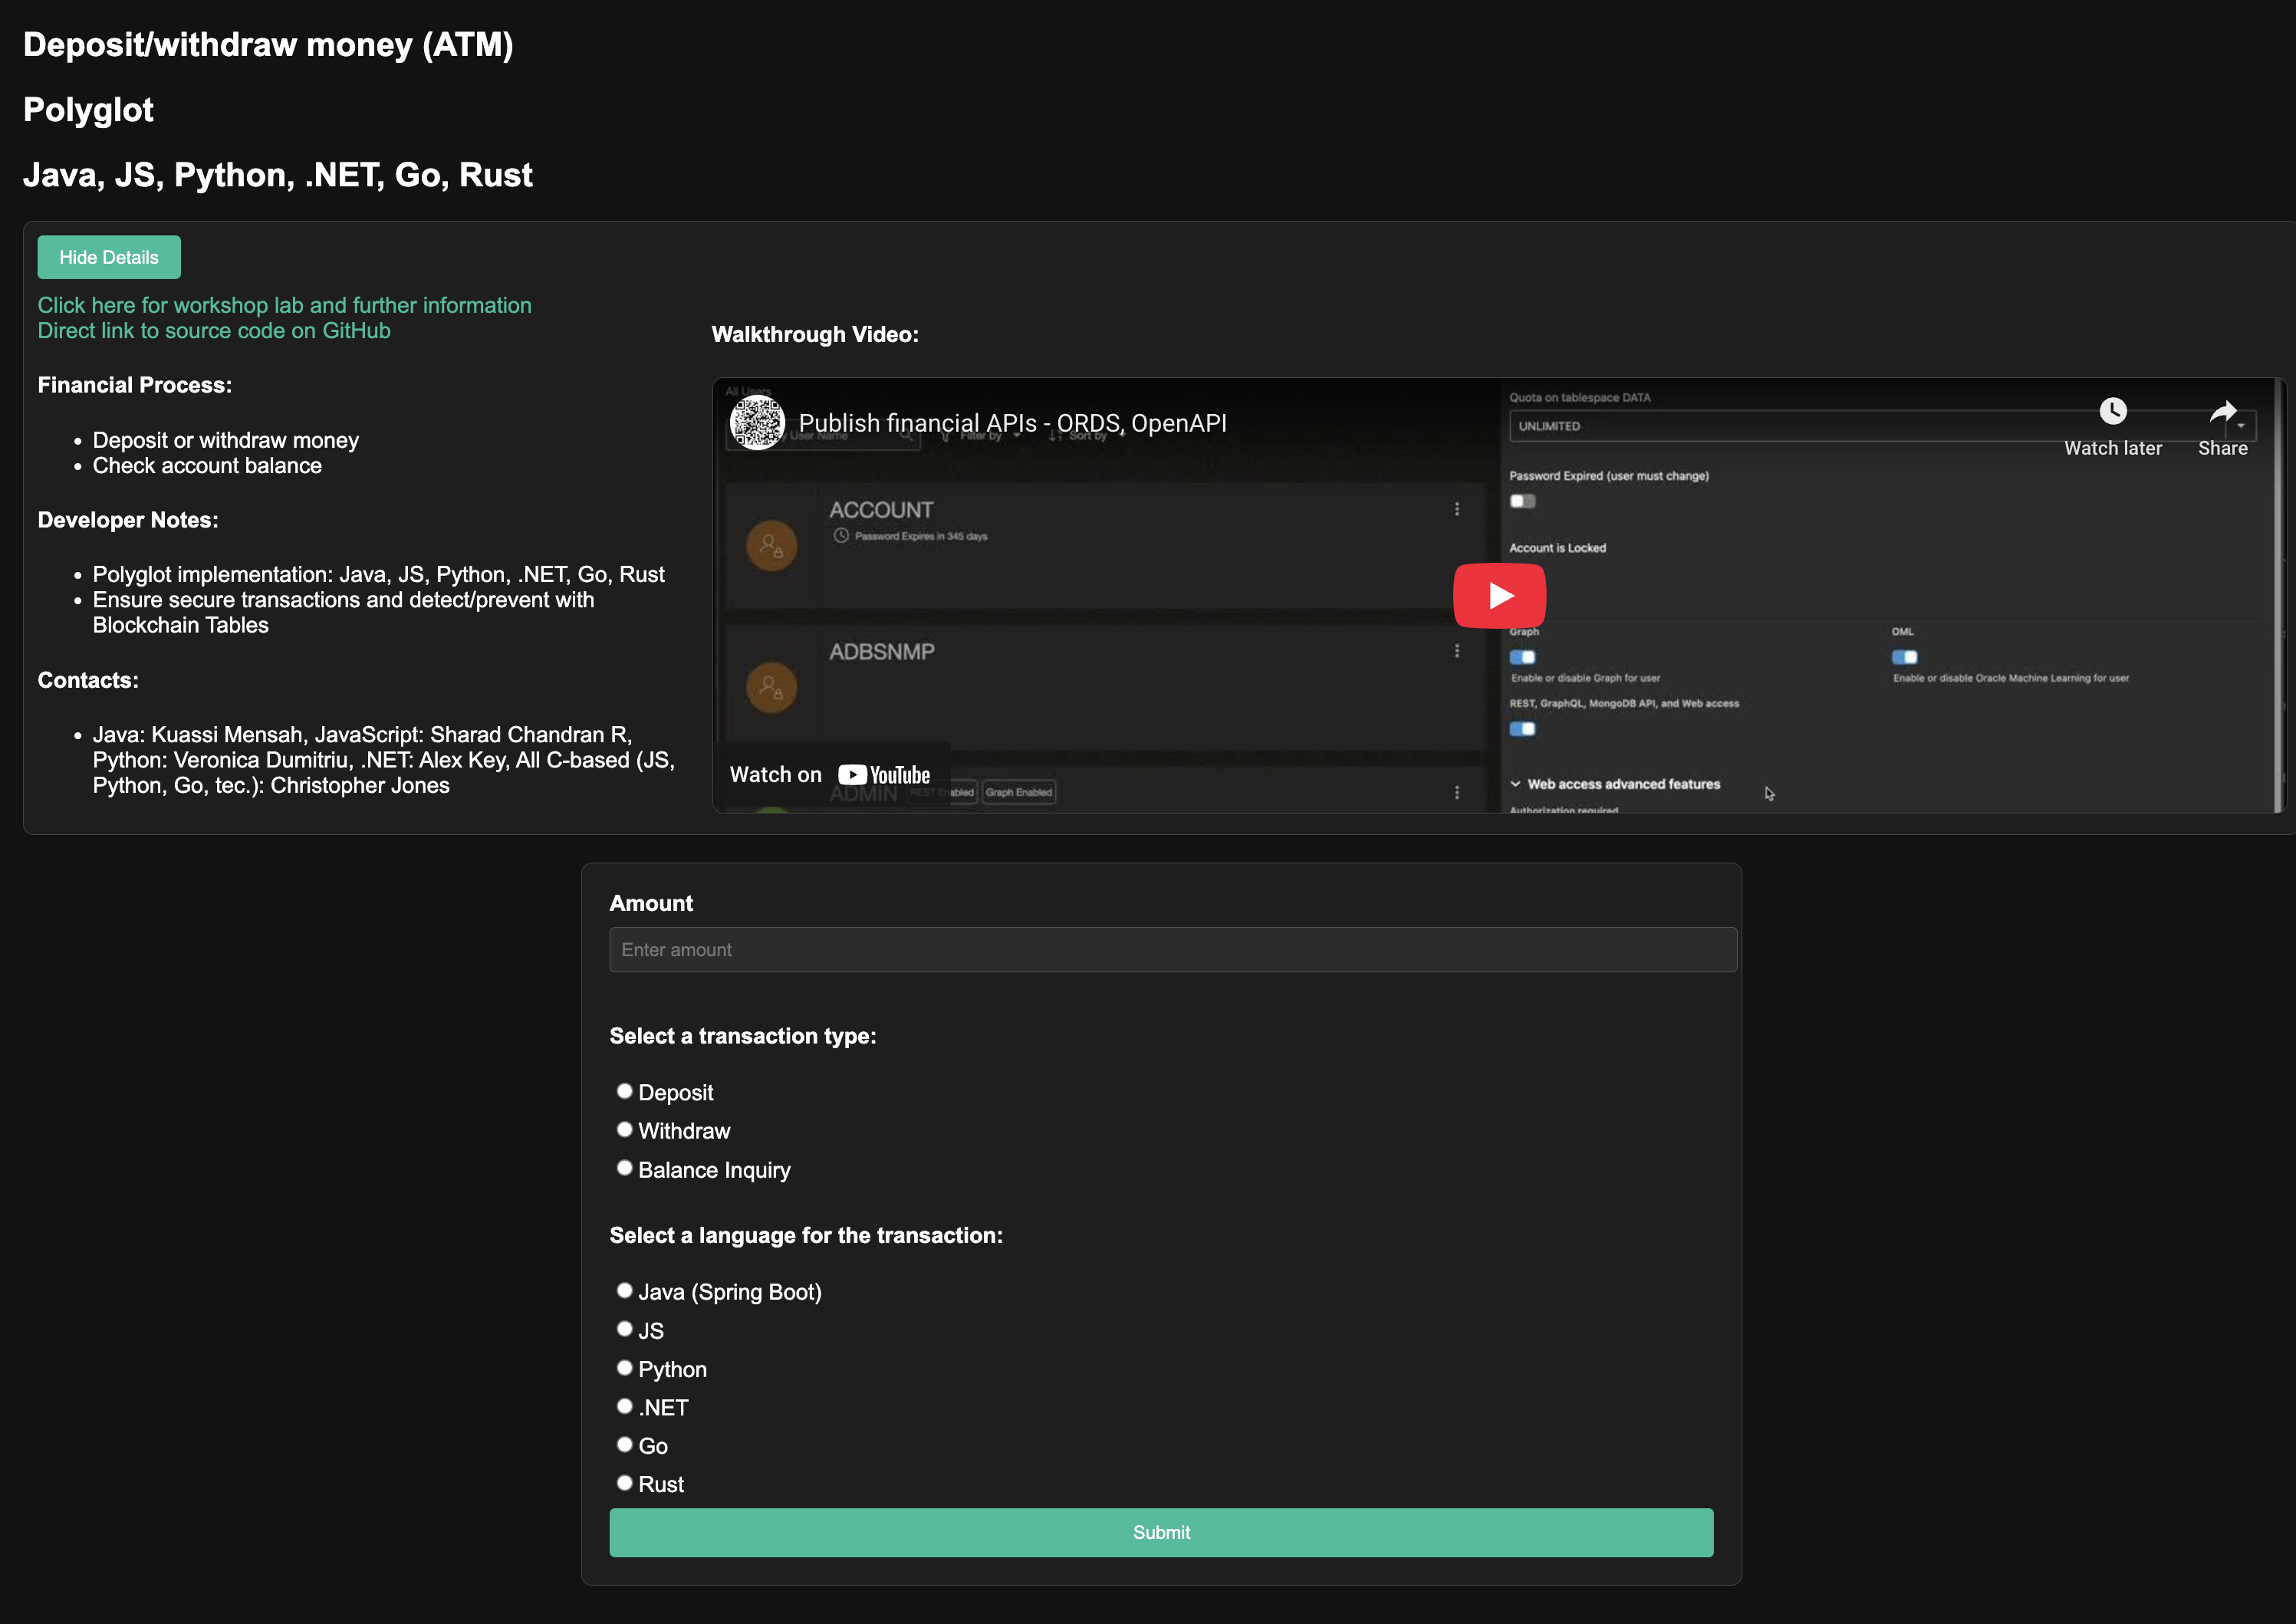 Deposit/withdraw money (ATM)
Polyglot
Java, JS, Python, .NET, Go, Rust
Hide Details
Click here for workshop lab and further information
Direct link to source code on GitHub
Financial Process:
Deposit or withdraw money
Check account balance
Developer Notes:
Polyglot implementation: Java, JS, Python, .NET, Go, Rust
Ensure secure transactions and detect/prevent with
Blockchain Tables
Contacts:
Java: Kuassi Mensah, JavaScript: Sharad Chandran R,
Python: Veronica Dumitriu, .NET: Alex Key, All C-based (JS,
Python, Go, tec.): Christopher Jones
Walkthrough Video:
All Users
Publish financial APIs - ORDS, OpenAPI
User Name
Filter by
Sort by
ACCOUNT
Password Expires in 345 days
ADBSNMP
Watch on YouTube
ADMIN
REST Enabled
Graph Enabled
Quota on tablespace DATA
UNLIMITED
Watch later
Share
Password Expired (user must change)
Account is Locked
Graph
OML
Enable or disable Graph for user
Enable or disable Oracle Machine Learning for user
REST, GraphQL, MongoDB API, and Web access
Web access advanced features
Authorization required
Amount
Enter amount
Select a transaction type:
Deposit
Withdraw
Balance Inquiry
Select a language for the transaction:
Java (Spring Boot)
JS
Python
.NET
Go
Rust
Submit